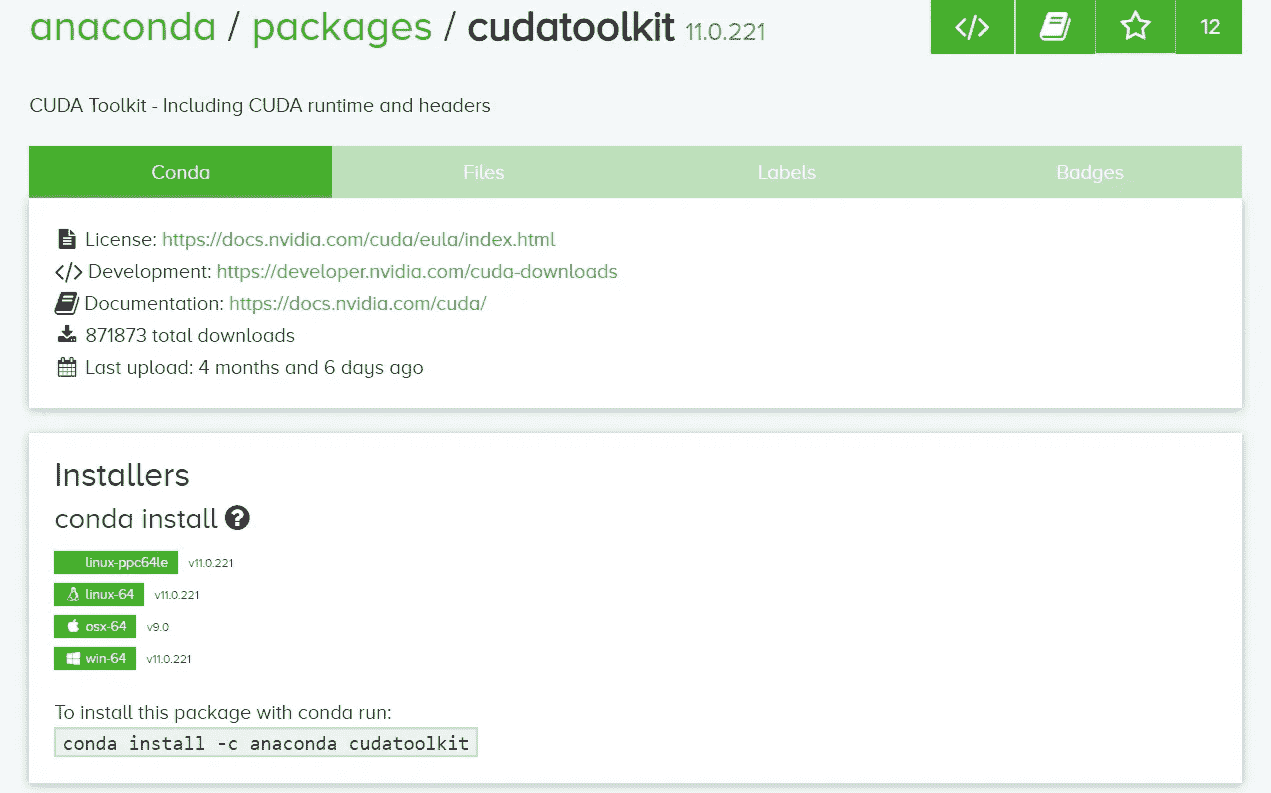 anaconda / packages / cudatoolkit 11.0.221
</> 12
CUDA Toolkit - Including CUDA runtime and headers
Conda Files Labels Badges
License: https://docs.nvidia.com/cuda/eula/index.html
</> Development: https://developer.nvidia.com/cuda-downloads
Documentation: https://docs.nvidia.com/cuda/
871873 total downloads
Last upload: 4 months and 6 days ago
Installers
conda install ?
linux-ppc64le v11.0.221
linux-64 v11.0.221
osx-64 v9.0
win-64 v11.0.221
To install this package with conda run:
conda install -c anaconda cudatoolkit